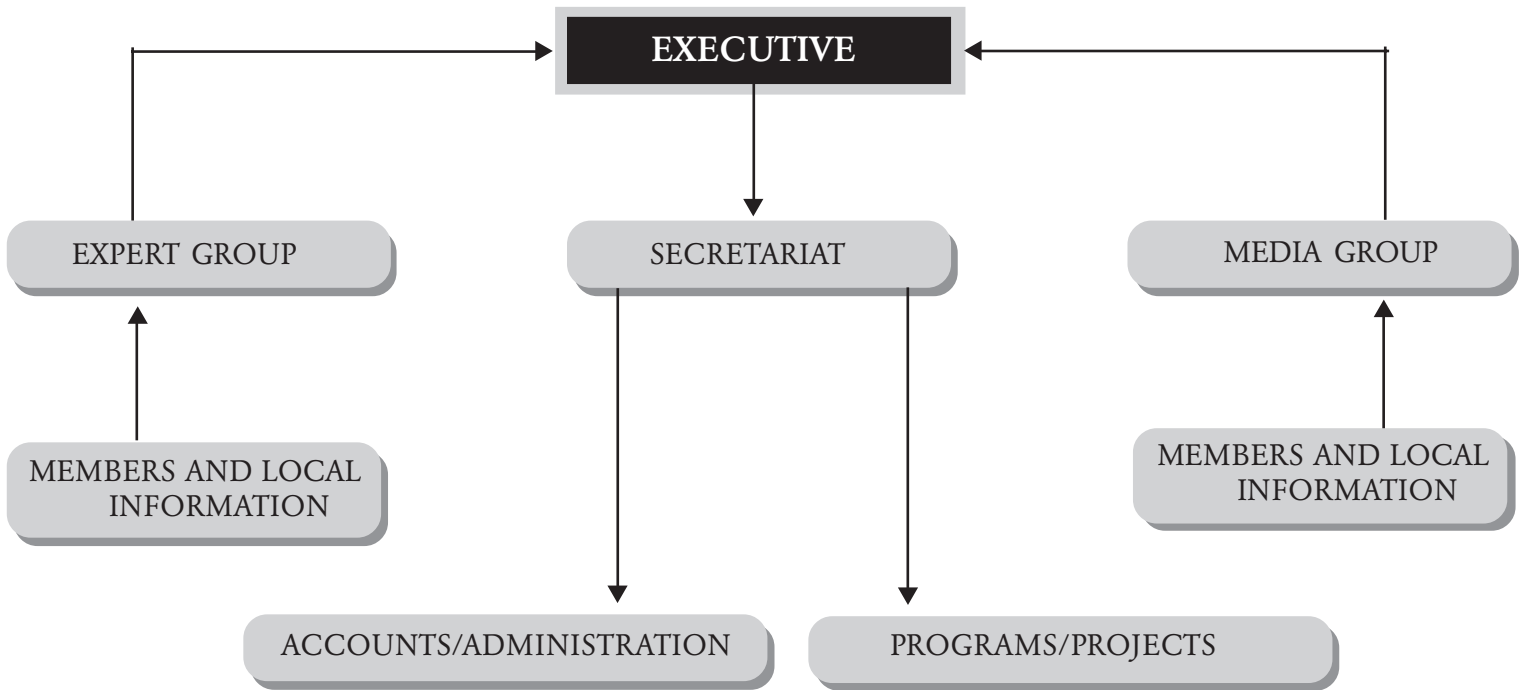 EXECUTIVE
EXPERT GROUP
SECRETARIAT
MEDIA GROUP
MEMBERS AND LOCAL
INFORMATION
MEMBERS AND LOCAL
INFORMATION
ACCOUNTS/ADMINISTRATION
PROGRAMS/PROJECTS